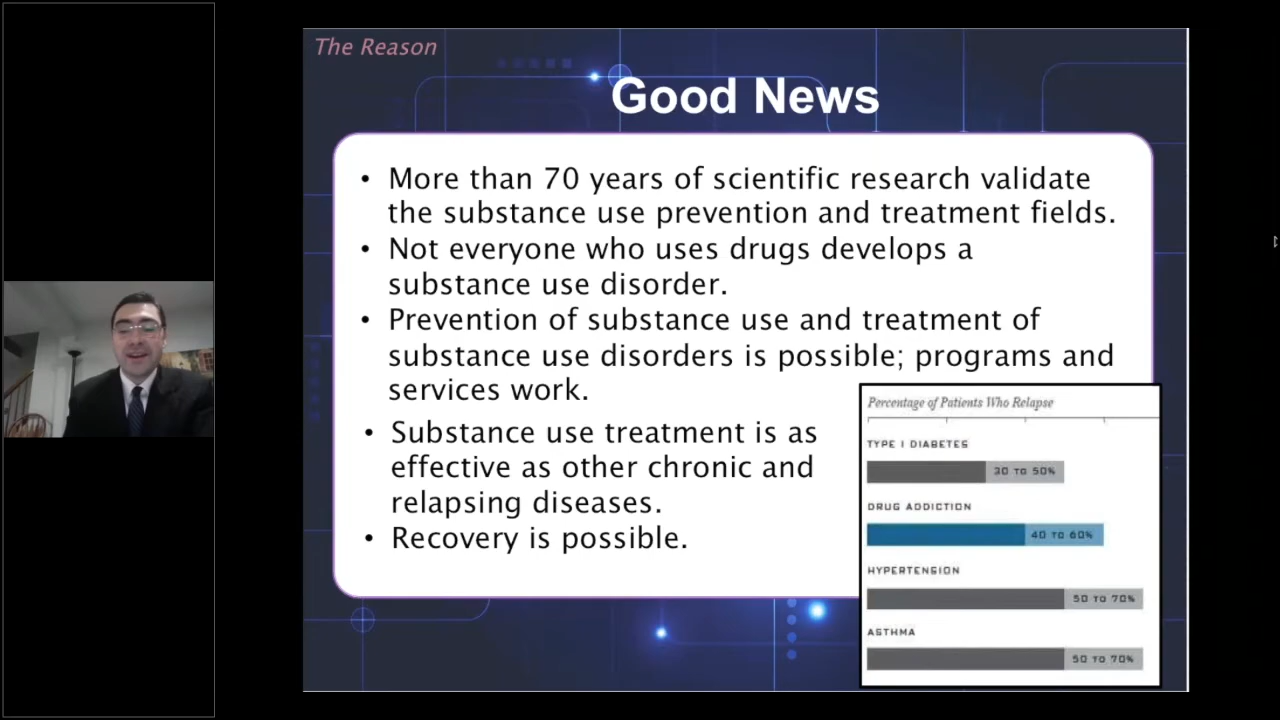 The Reason
Good News
• More than 70 years of scientific research validate
the substance use prevention and treatment fields.
• Not everyone who uses drugs develops a
substance use disorder.
• Prevention of substance use and treatment of
substance use disorders is possible; programs and
services work.
• Substance use treatment is as
effective as other chronic and
relapsing diseases.
• Recovery is possible.
Percentage of Patients Who Relapse
TYPE I DIABETES
30 TO 50%
DRUG ADDICTION
40 TO 60%
HYPERTENSION
50 TO 70%
ASTHMA
50 TO 70%